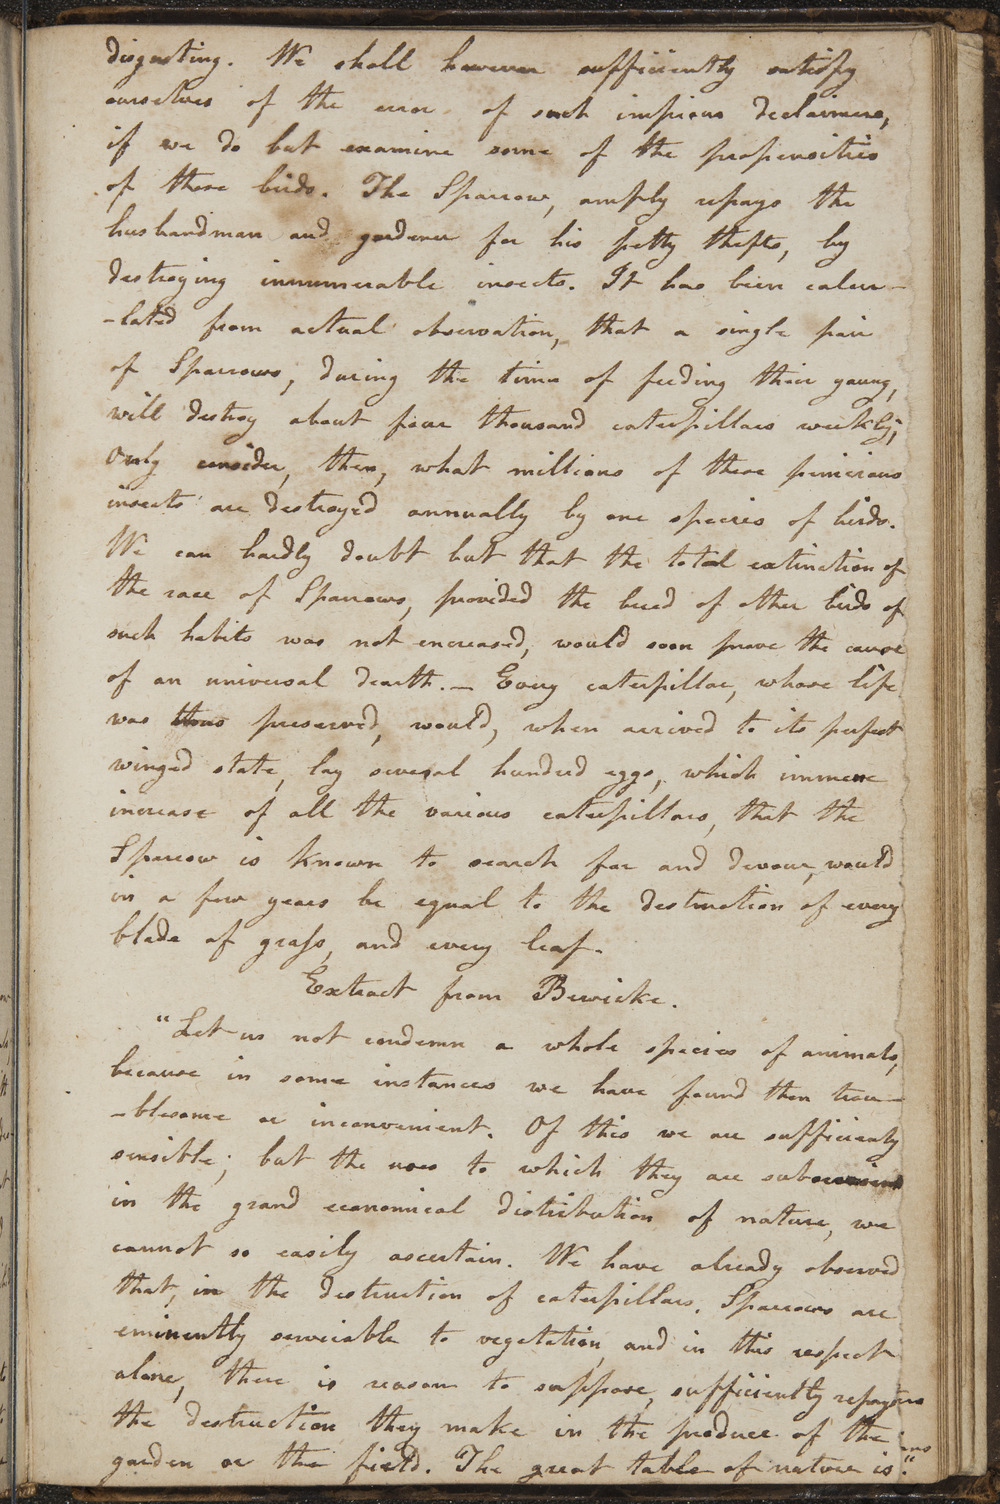 disgusting. We shall however sufficiently satisfy
ourselves of the error of such impious declaimers,
if we do but examine some of the propensities
of these birds. The Sparrow, amply repays the
husbandman and gardener for his petty thefts, by
destroying innumerable insects. It has been calcu-
-lated from actual observation, that a single pair
of Sparrows, during the time of feeding their young,
will destroy about four thousand caterpillars weekly;
only consider, then, what millions of these pernicious
insects are destroyed annually by one species of birds.
We can hardly doubt but that the total extinction of
the race of Sparrows, provided the breed of other birds of
such habits was not encreased, would soon prove the cause
of an universal dearth. — Every caterpillar, whose life
was thus preserved, would, when arrived to its perfect
winged state, lay several hundred eggs, which immense
increase of all the various caterpillars, that the
Sparrow is known to search for and devour, would
in a few years be equal to the destruction of every
blade of grass, and every leaf.
Extract from Bewicke.
"Let us not condemn a whole species of animals,
because in some instances we have found them trou-
-blesome or inconvenient. Of this we are sufficiently
sensible; but the uses to which they are subservient
in the grand economical distribution of nature, we
cannot so easily ascertain. We have already observed
that, in the destruction of caterpillars, Sparrows are
eminently serviceable to vegetation, and in this respect
alone, there is reason to suppose, sufficiently repay
the destruction they make in the produce of the
garden or the field. The great table of nature is."